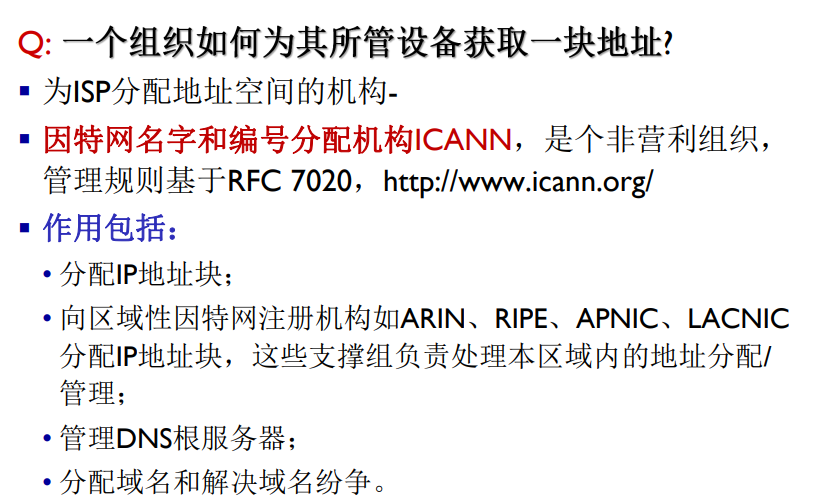 Q: 一个组织如何为其所管设备获取一块地址?
▪ 为ISP分配地址空间的机构-
▪ 因特网名字和编号分配机构ICANN，是个非营利组织，
管理规则基于RFC 7020，http://www.icann.org/
▪ 作用包括：
• 分配IP地址块；
• 向区域性因特网注册机构如ARIN、RIPE、APNIC、LACNIC
分配IP地址块，这些支撑组负责处理本区域内的地址分配/
管理；
• 管理DNS根服务器；
• 分配域名和解决域名纷争。